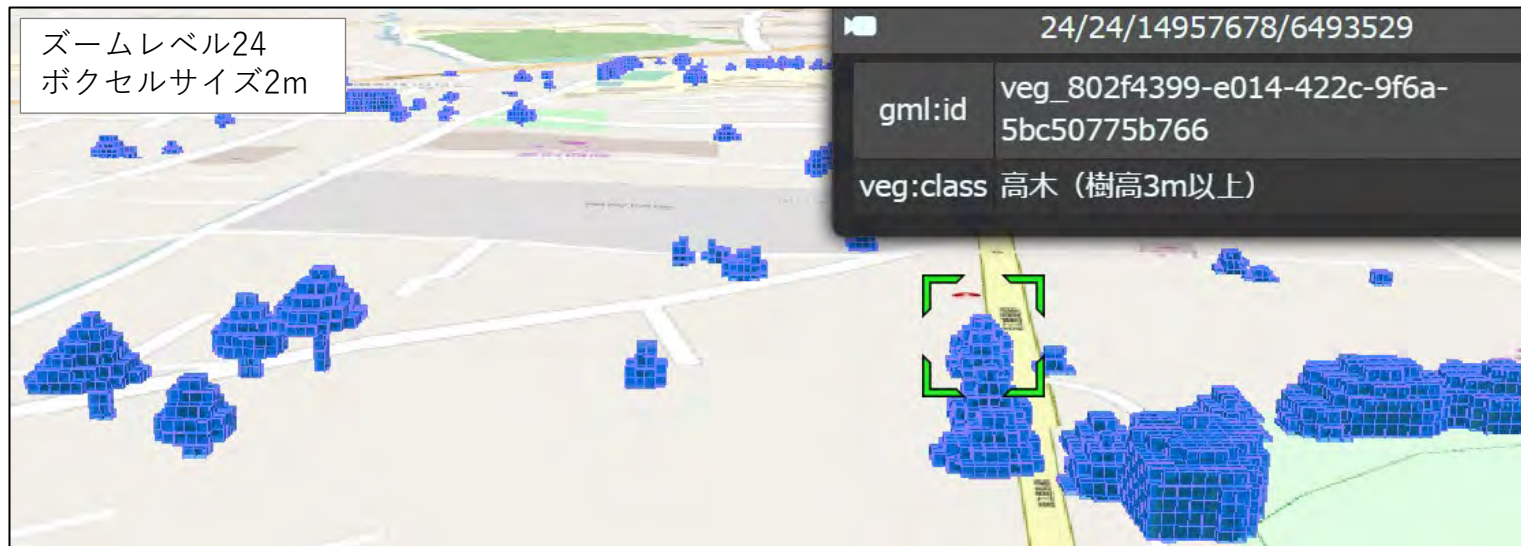 ズームレベル24
ボクセルサイズ2m
24/24/14957678/6493529
gml:id
veg_802f4399-e014-422c-9f6a-
5bc50775b766
veg:class 高木（樹高3m以上）